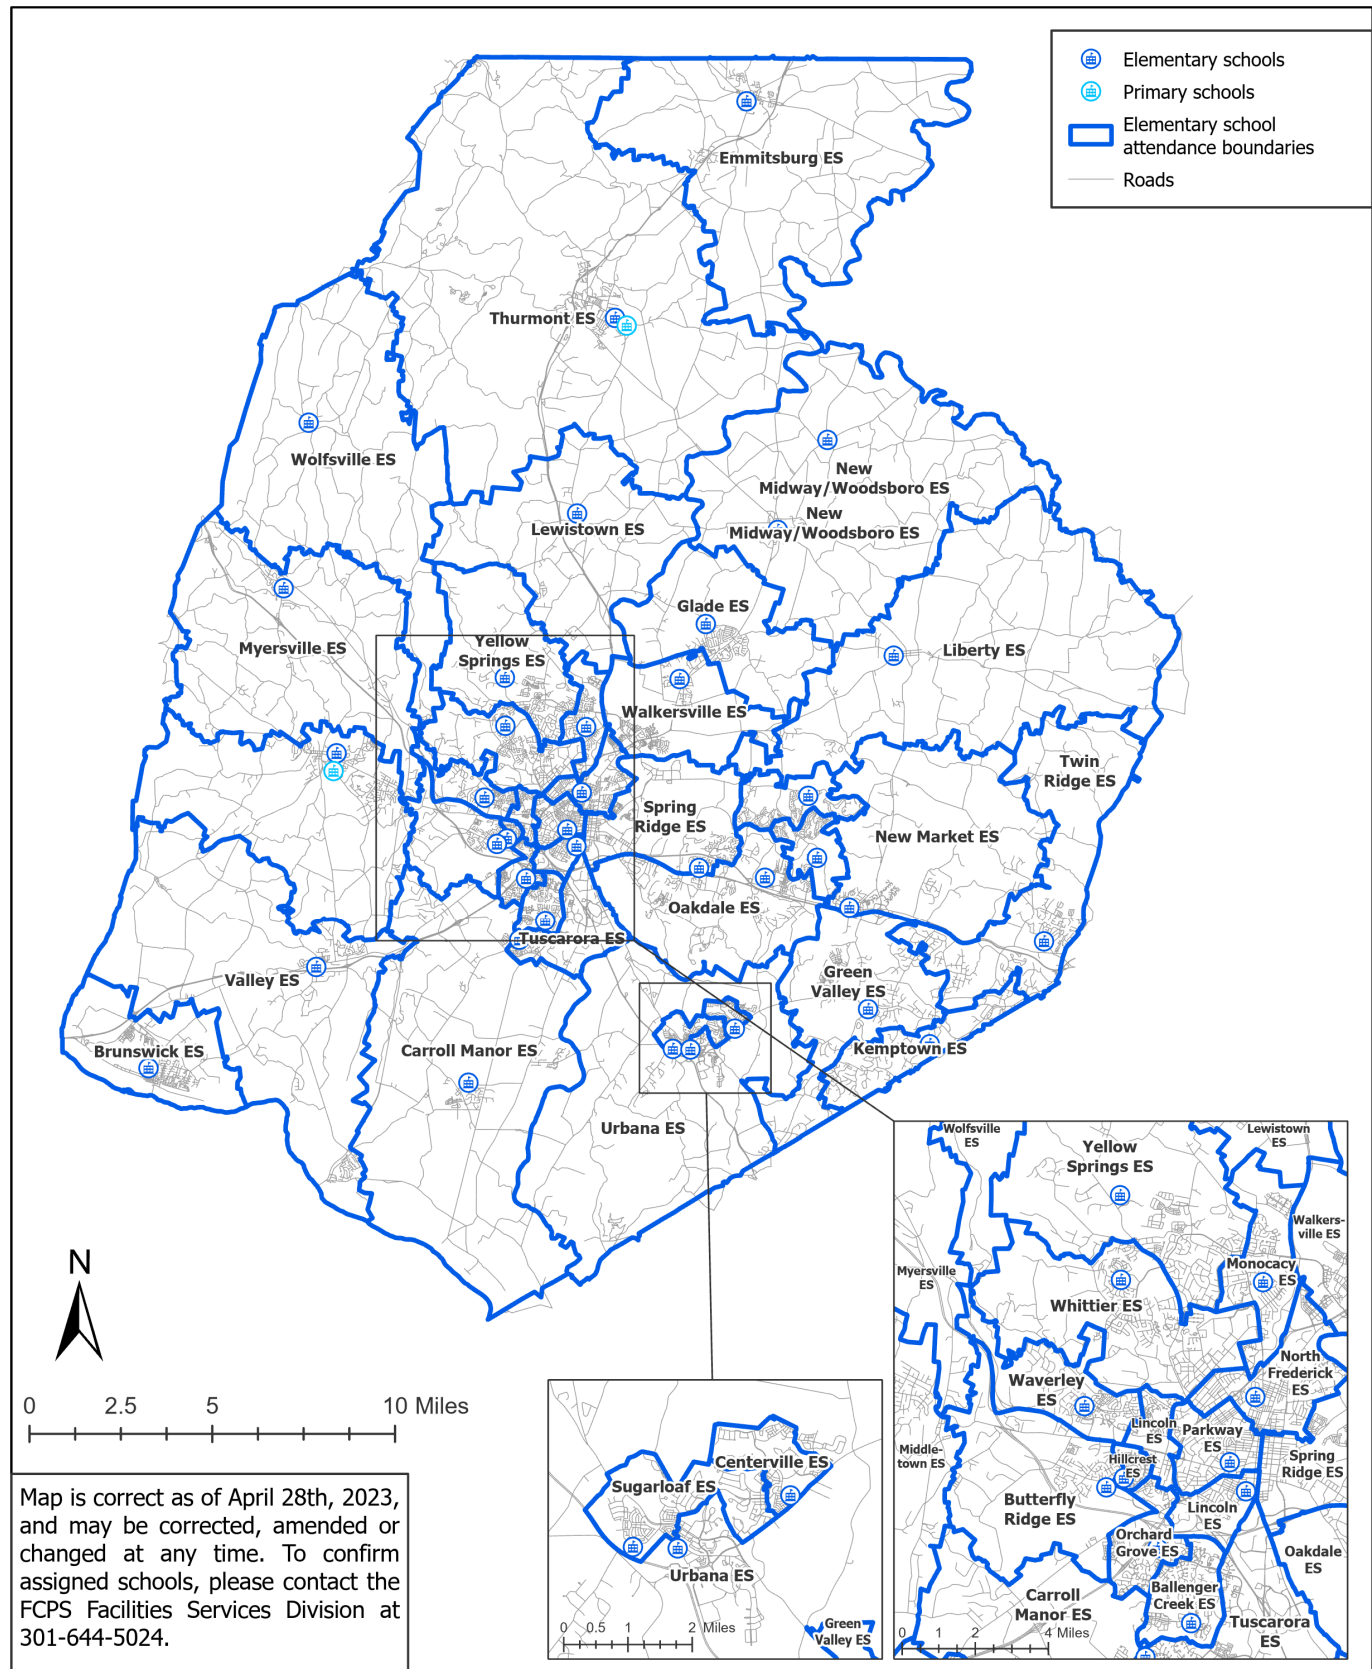 Elementary schools
Primary schools
Elementary school
attendance boundaries
Roads
Emmitsburg ES
Thurmont ES
Wolfsville ES
New
Midway/Woodsboro ES
New
Midway/Woodsboro ES
Lewistown ES
Glade ES
Myersville ES
Yellow
Springs ES
Liberty ES
Walkersville ES
Twin
Ridge ES
Spring
Ridge ES
New Market ES
Oakdale ES
Tuscarora ES
Valley ES
Green
Valley ES
Brunswick ES
Carroll Manor ES
Kemptown ES
Urbana ES
N
0 2.5 5 10 Miles
Map is correct as of April 28th, 2023,
and may be corrected, amended or
changed at any time. To confirm
assigned schools, please contact the
FCPS Facilities Services Division at
301-644-5024.
Centerville ES
Sugarloaf ES
Urbana ES
Green
Valley ES
0 0.5 1 2 Miles
Wolfsville
ES
Lewistown
ES
Yellow
Springs ES
Walkers-
ville ES
Myersville
ES
Monocacy
ES
Whittier ES
North
Frederick
ES
Waverley
ES
Lincoln
ES
Parkway
ES
Middle-
town ES
Hillcrest
ES
Spring
Ridge ES
Butterfly
Ridge ES
Lincoln
ES
Orchard
Grove ES
Oakdale
ES
Ballenger
Creek ES
Carroll
Manor ES
Tuscarora
ES
0 1 2 4 Miles